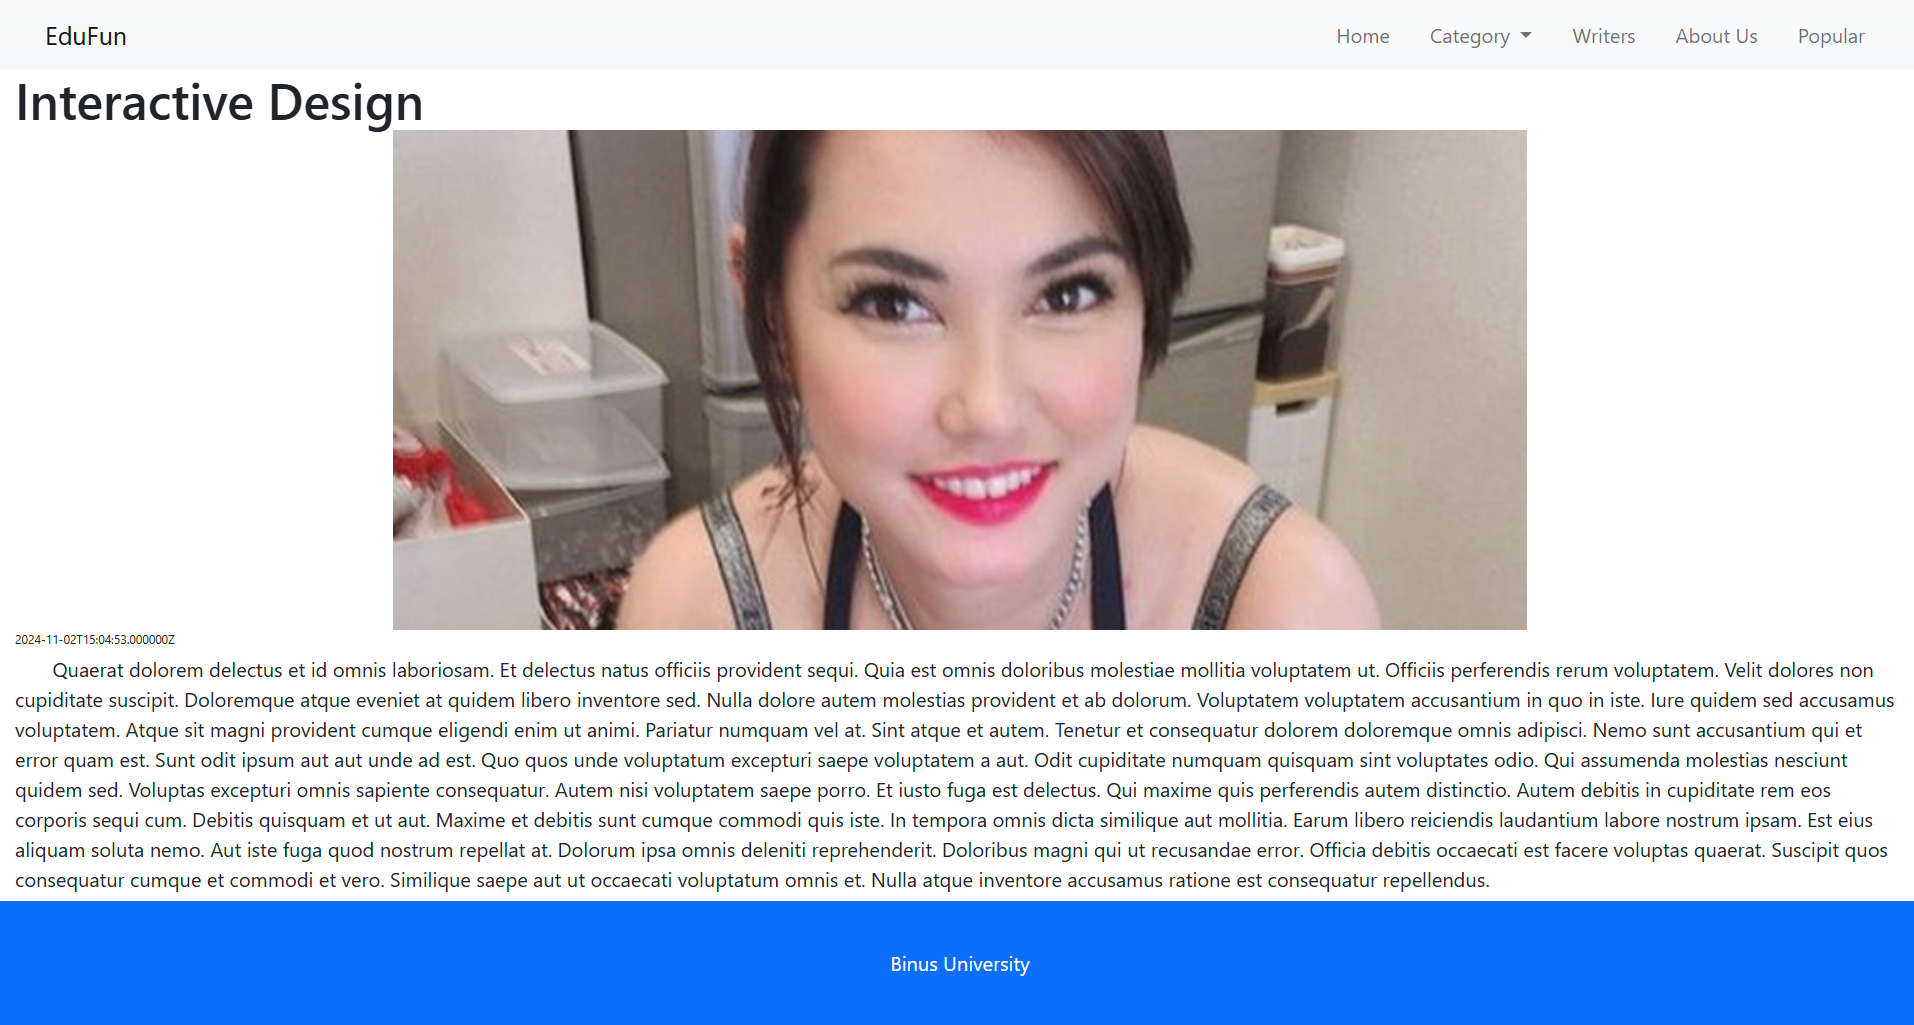 EduFun
Home
Category
Writers
About Us
Popular
Interactive Design
2024-11-02T15:04:53.000000Z
Quaerat dolorem delectus et id omnis laboriosam. Et delectus natus officiis provident sequi. Quia est omnis doloribus molestiae mollitia voluptatem ut. Officiis perferendis rerum voluptatem. Velit dolores non
cupiditate suscipit. Doloremque atque eveniet at quidem libero inventore sed. Nulla dolore autem molestias provident et ab dolorum. Voluptatem voluptatem accusantium in quo in iste. Iure quidem sed accusamus
voluptatem. Atque sit magni provident cumque eligendi enim ut animi. Pariatur numquam vel at. Sint atque et autem. Tenetur et consequatur dolorem doloremque omnis adipisci. Nemo sunt accusantium qui et
error quam est. Sunt odit ipsum aut aut unde ad est. Quo quos unde voluptatum excepturi saepe voluptatem a aut. Odit cupiditate numquam quisquam sint voluptates odio. Qui assumenda molestias nesciunt
quidem sed. Voluptas excepturi omnis sapiente consequatur. Autem nisi voluptatem saepe porro. Et iusto fuga est delectus. Qui maxime quis perferendis autem distinctio. Autem debitis in cupiditate rem eos
corporis sequi cum. Debitis quisquam et ut aut. Maxime et debitis sunt cumque commodi quis iste. In tempora omnis dicta similique aut mollitia. Earum libero reiciendis laudantium labore nostrum ipsam. Est eius
aliquam soluta nemo. Aut iste fuga quod nostrum repellat at. Dolorum ipsa omnis deleniti reprehenderit. Doloribus magni qui ut recusandae error. Officia debitis occaecati est facere voluptas quaerat. Suscipit quos
consequatur cumque et commodi et vero. Similique saepe aut ut occaecati voluptatum omnis et. Nulla atque inventore accusamus ratione est consequatur repellendus.
Binus University